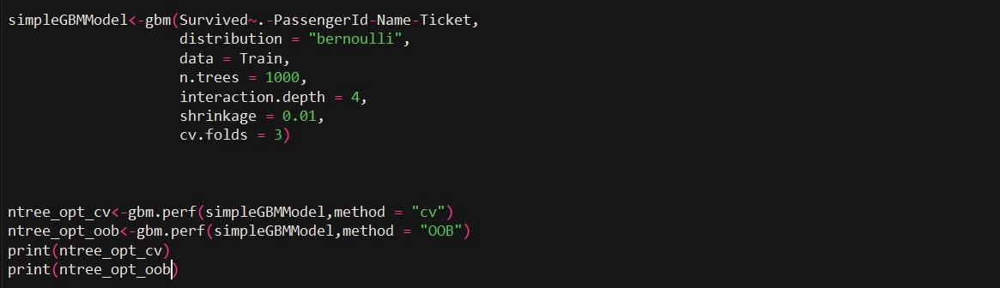 simpleGBMModel<-gbm(Survived~.-PassengerId-Name-Ticket,
distribution = "bernoulli",
data = Train,
n.trees = 1000,
interaction.depth = 4,
shrinkage = 0.01,
cv.folds = 3)
ntree_opt_cv<-gbm.perf(simpleGBMModel,method = "cv")
ntree_opt_oob<-gbm.perf(simpleGBMModel,method = "OOB")
print(ntree_opt_cv)
print(ntree_opt_oob)